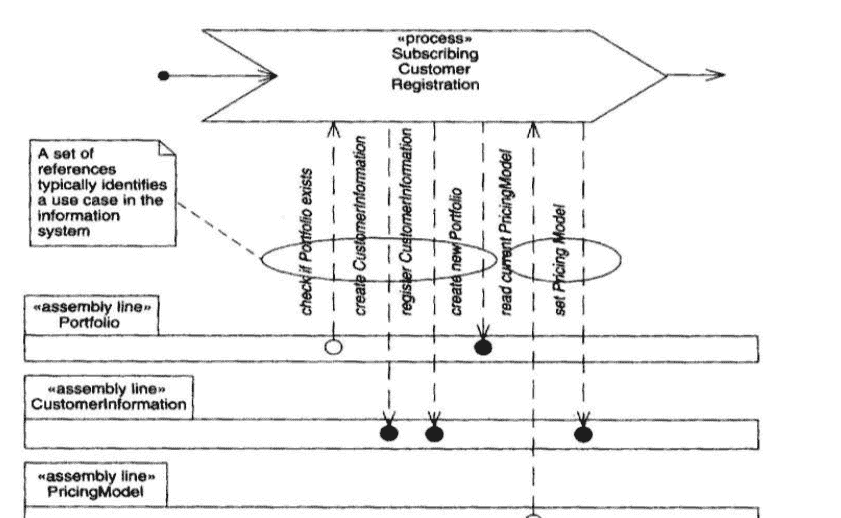 «process»
Subscribing
Customer
Registration
A set of
references
typically identifies
a use case in the
information
system
check if Portfolio exists
create CustomerInformation
register CustomerInformation
create new Portfolio
read current PricingModel
set Pricing Model
«assembly line»
Portfolio
«assembly line»
CustomerInformation
«assembly line»
PricingModel